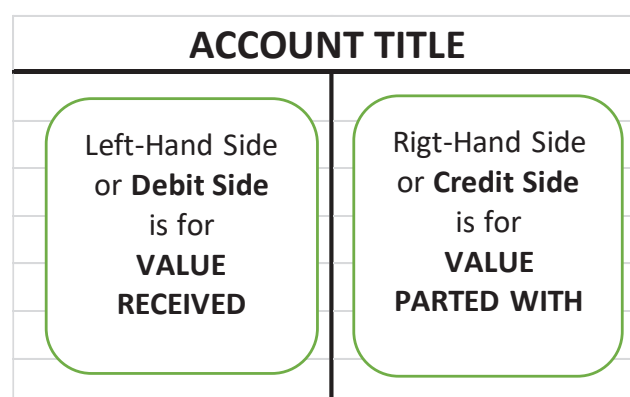 ACCOUNT TITLE
Left-Hand Side
or Debit Side
is for
VALUE
RECEIVED
Rigt-Hand Side
or Credit Side
is for
VALUE
PARTED WITH